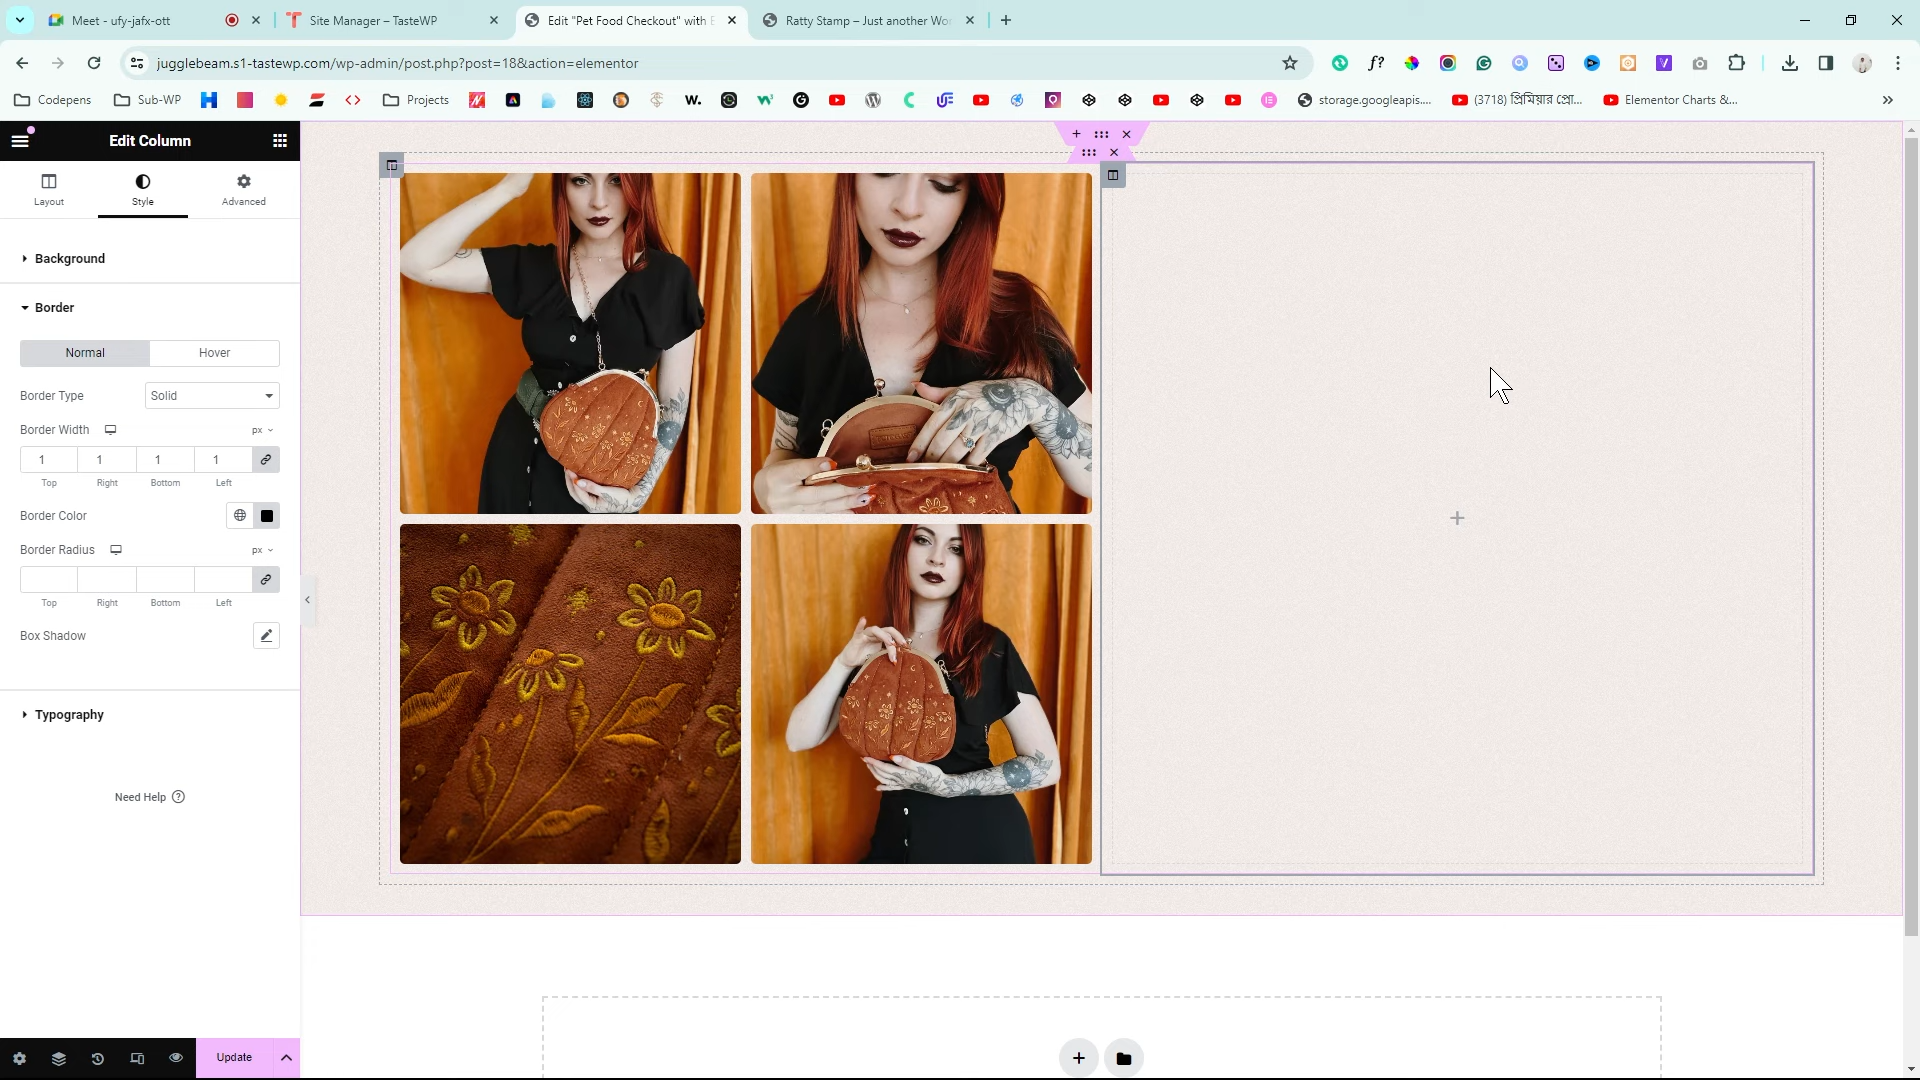 Meet - ufy-jafx-ott
Site Manager – TasteWP
Edit "Pet Food Checkout" with E
Ratty Stamp – Just another Wo
jugglebeam.s1-tastewp.com/wp-admin/post.php?post=18&action=elementor
Codepens
Sub-WP
Projects
storage.googleapis....
(3718) প্রিমিয়ার প্রো...
Elementor Charts &...
Edit Column
Layout
Style
Advanced
Background
Border
Normal
Hover
Border Type
Solid
Border Width
px
1 1 1 1
Top Right Bottom Left
Border Color
Border Radius
px
Top Right Bottom Left
Box Shadow
Typography
Need Help
Update